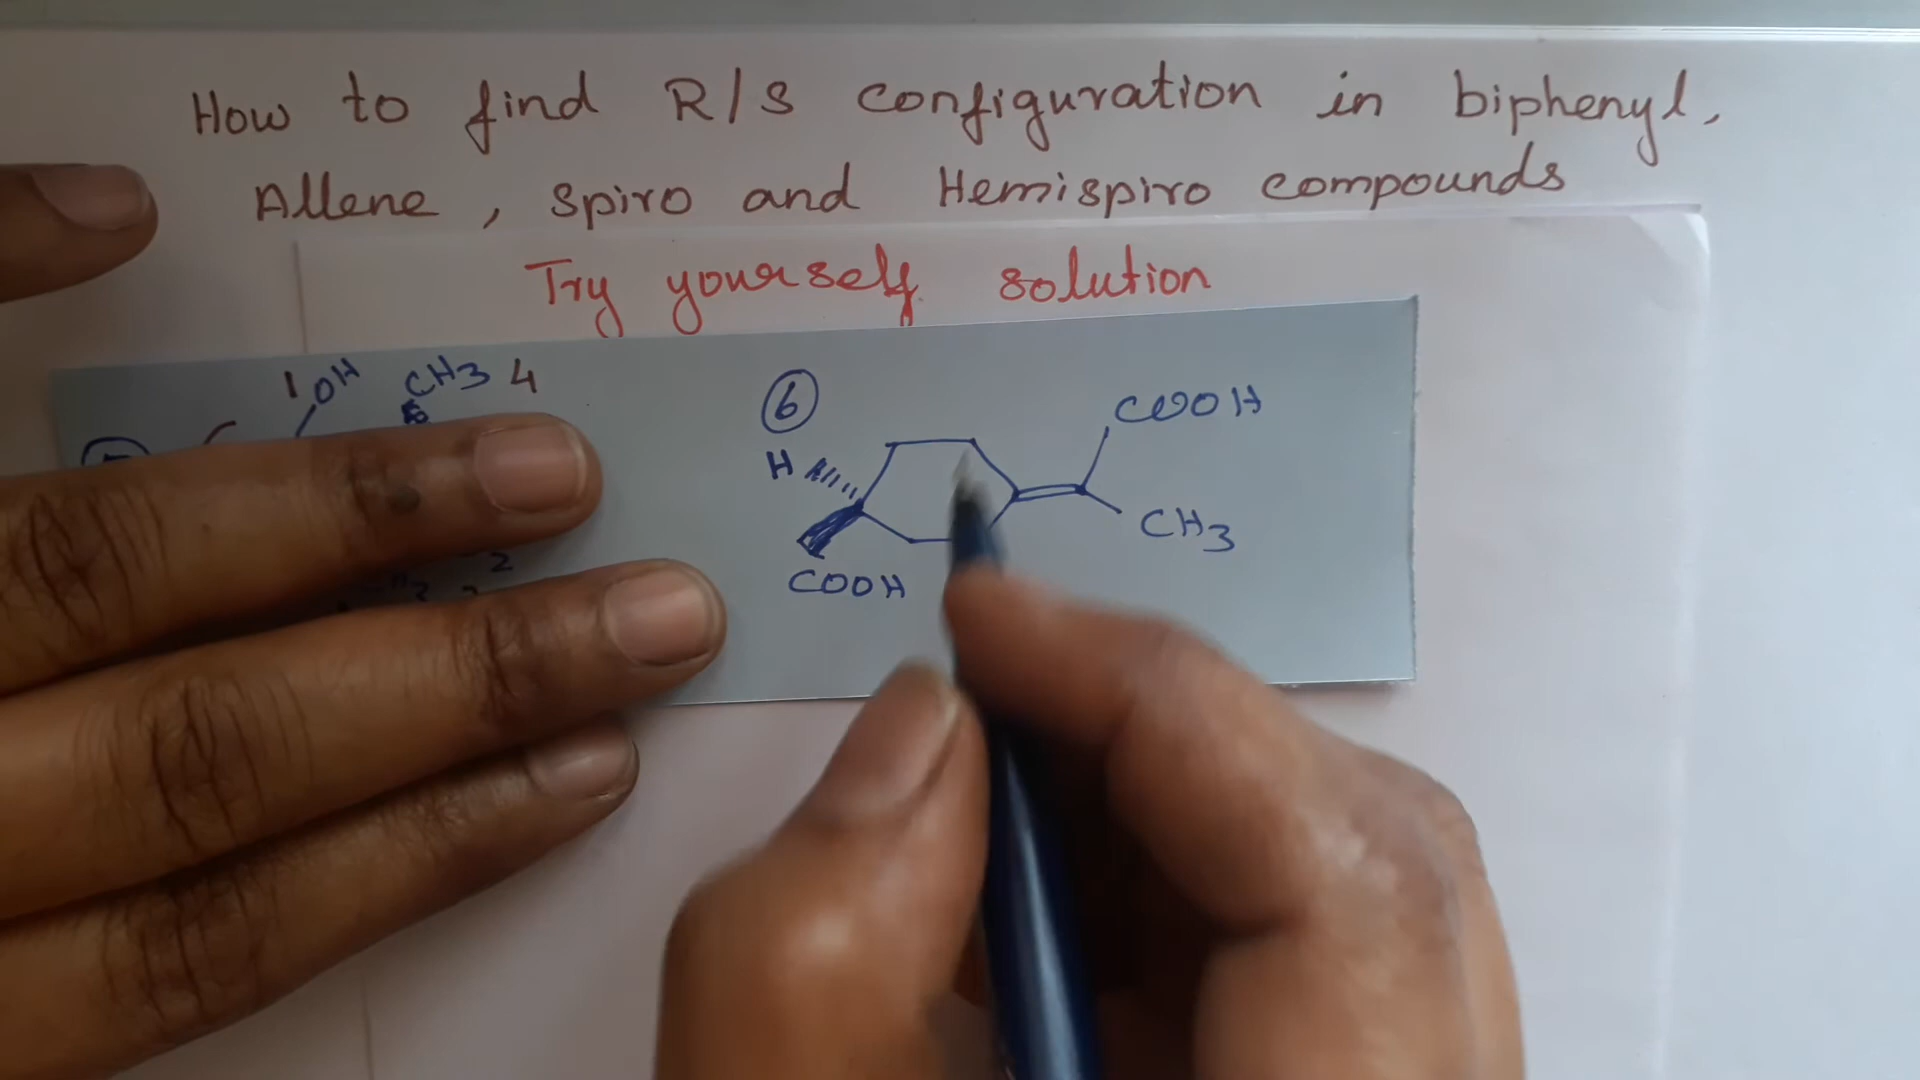 How to find R/S configuration in biphenyl,
Allene, spiro and Hemispiro compounds
Try yourself solution
1 OH CH3 4
6
COOH
H
CH3
COOH
2